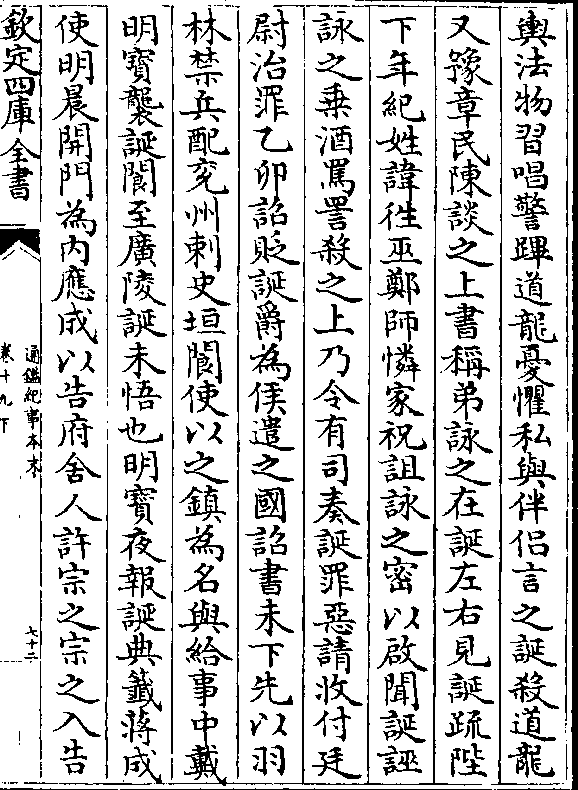 輿法物習唱警蹕道龍憂懼私與伴侶言之誕殺道龍
又豫章民陳談之上書稱弟詠之在誕左右見誕疏陛
下年紀姓諱徃巫鄭師憐家祝詛詠之密以啟聞誕誣
詠之乗酒罵詈殺之上乃令有司奏誕罪惡請收付廷
尉治罪乙卯詔貶誕爵為侯遣之國詔書未下先以羽
林禁兵配兖州刺史垣閬使以之鎮為名與給事中戴
明寳襲誕閬至廣陵誕未悟也明寳夜報誕典籖蔣成
使明晨開門為内應成以告府舍人許宗之宗之入告
欽定四庫全書
通鑑紀事本末
卷十九下
七十二